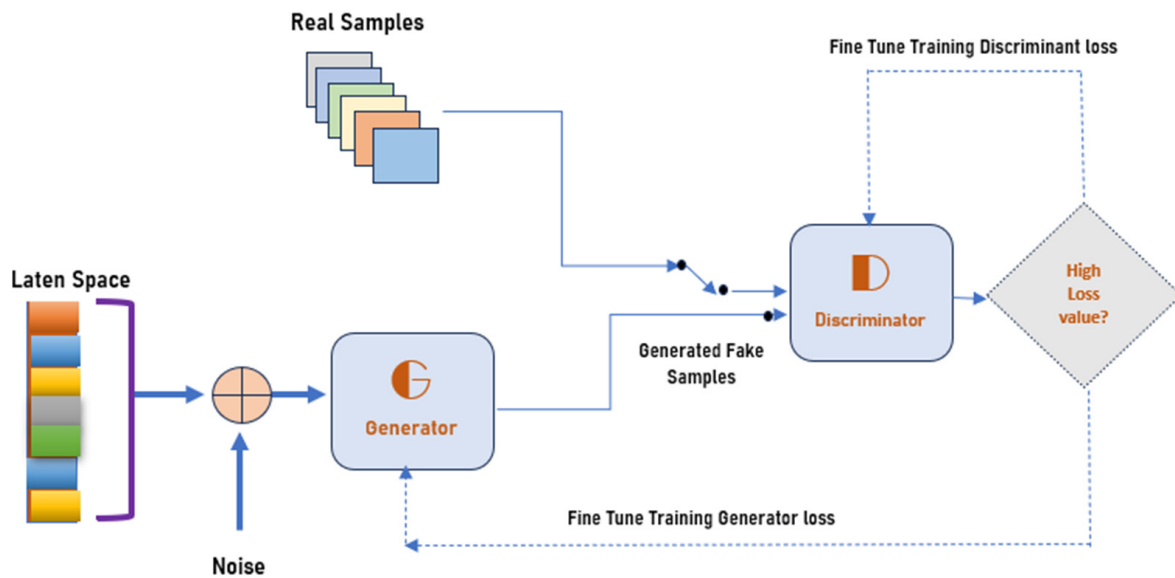 Real Samples
Fine Tune Training Discriminant loss
Laten Space
High
Loss
value?
D
Discriminator
Generated Fake
Samples
G
Generator
Fine Tune Training Generator loss
Noise